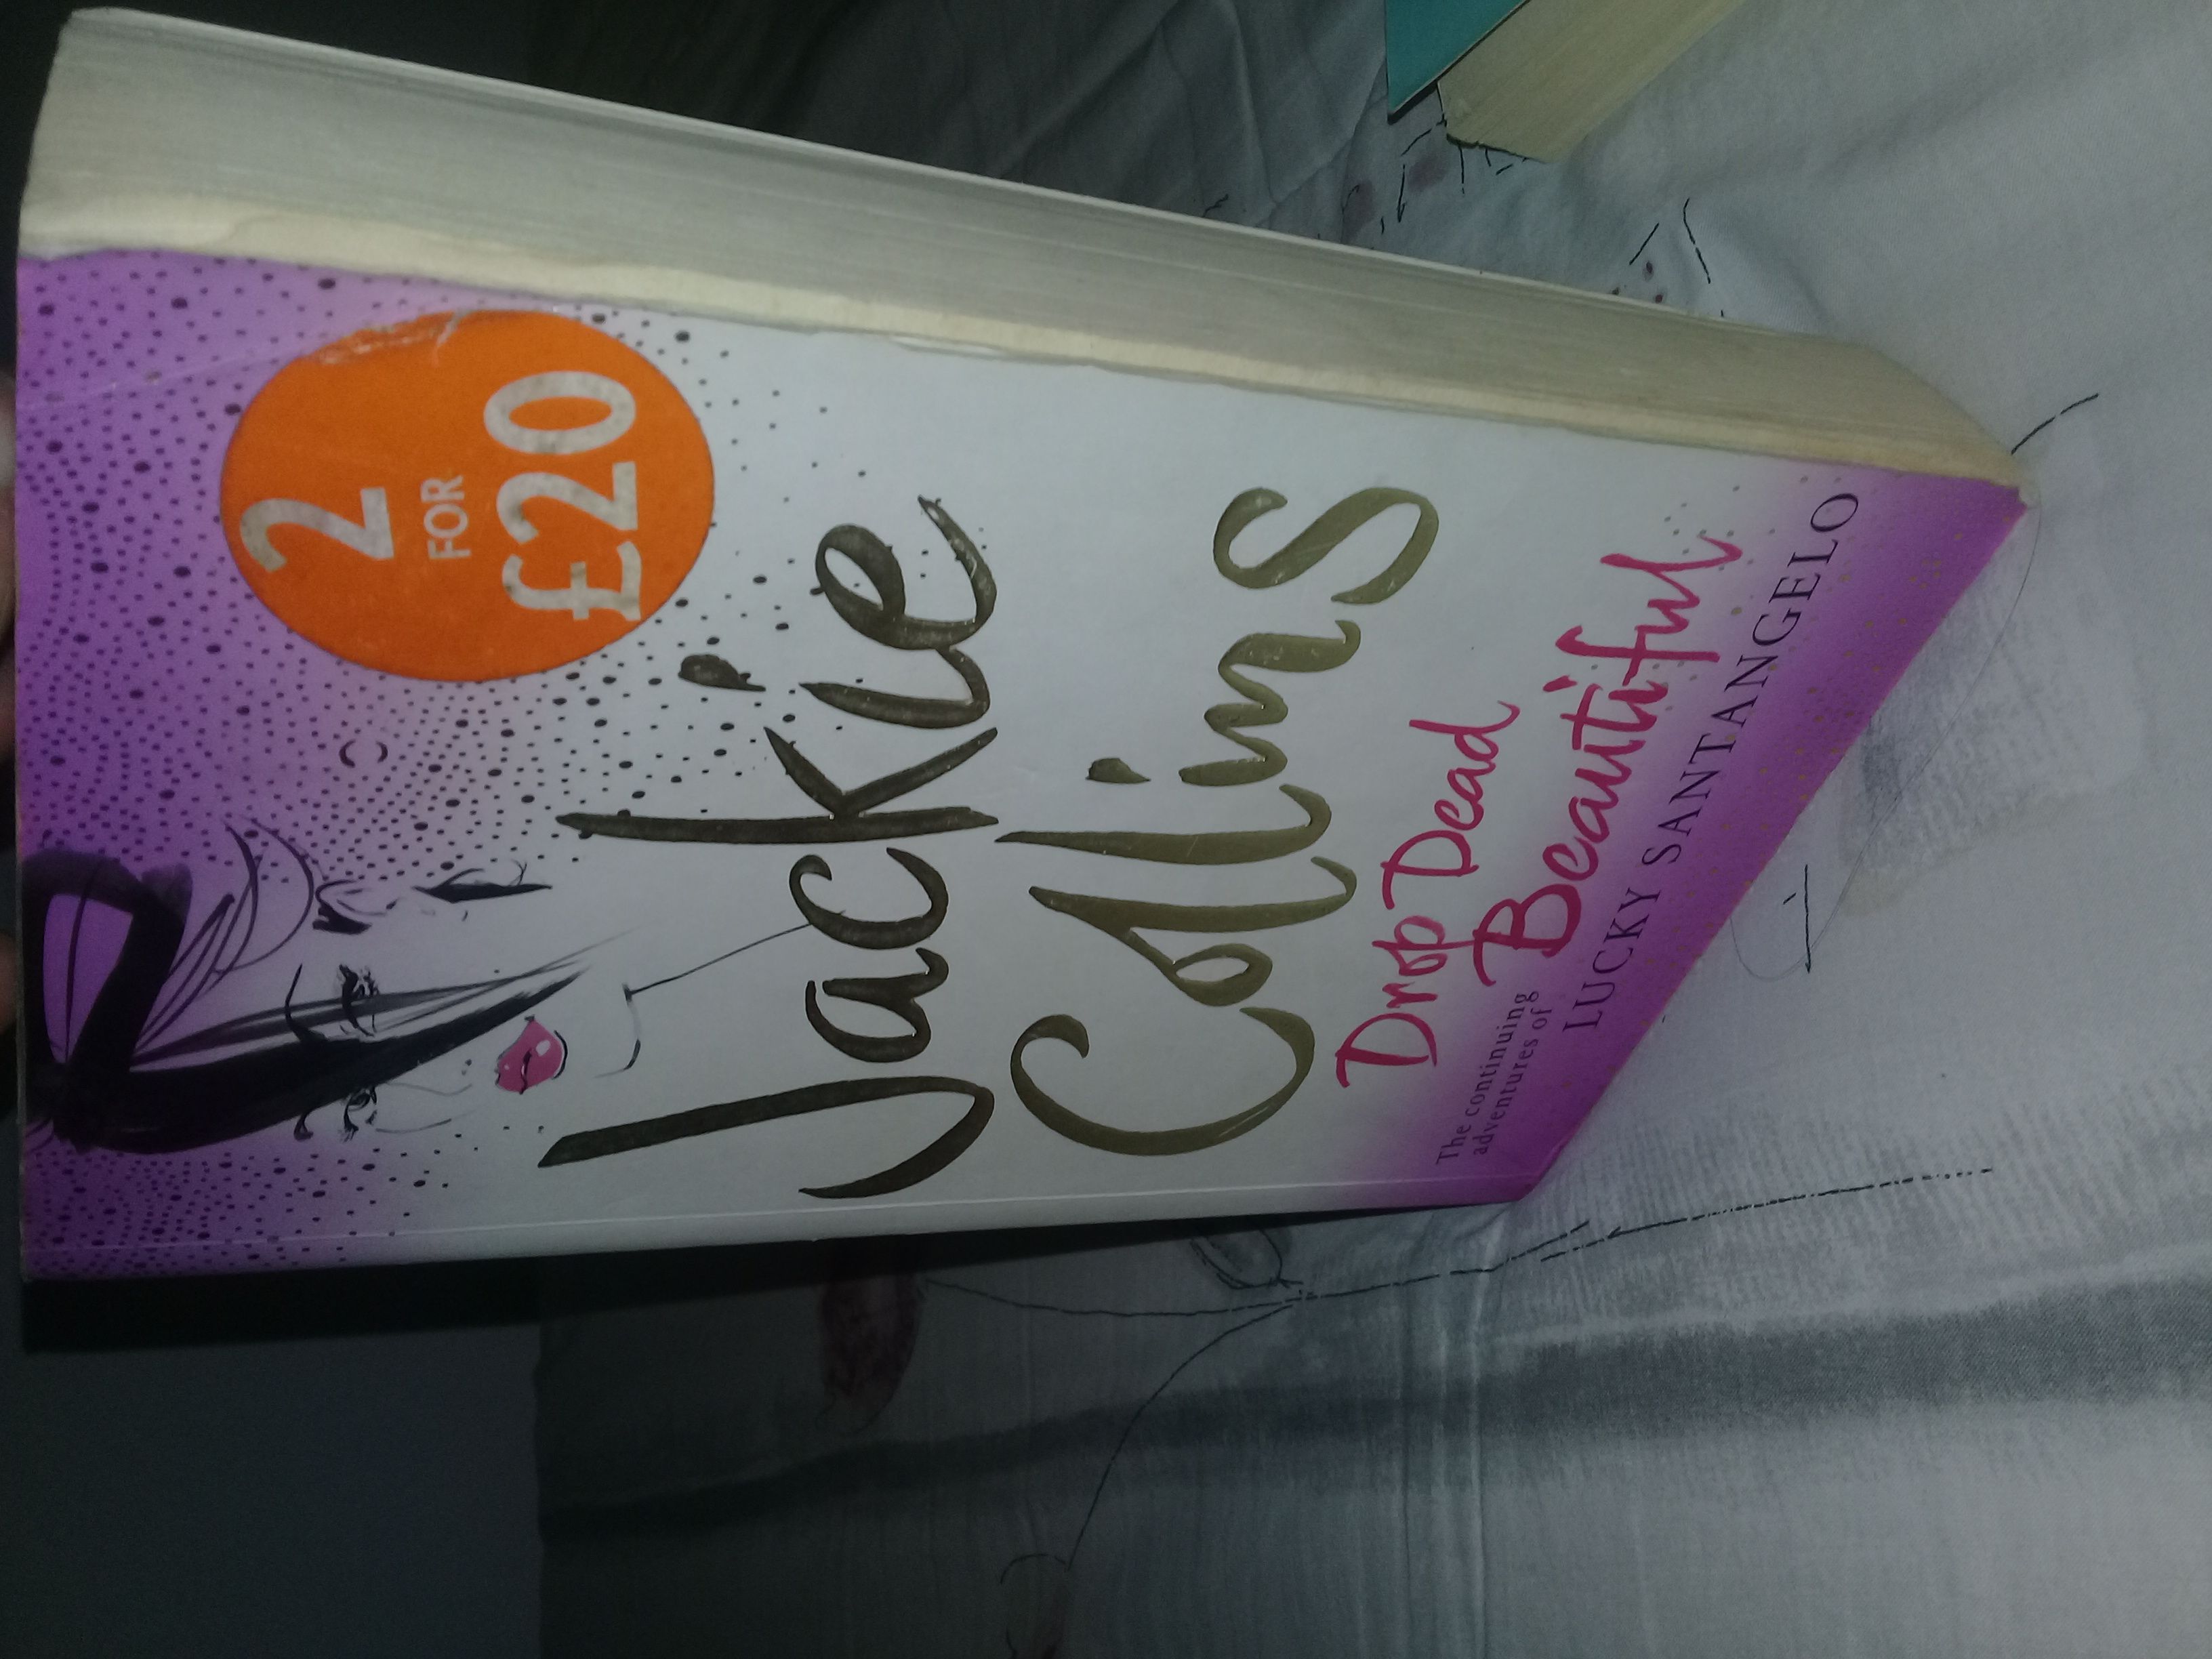 2
FOR
£20
Jackie
Collins
Drop Dead
Beautiful
The continuing
adventures of
LUCKY SANTANGELO